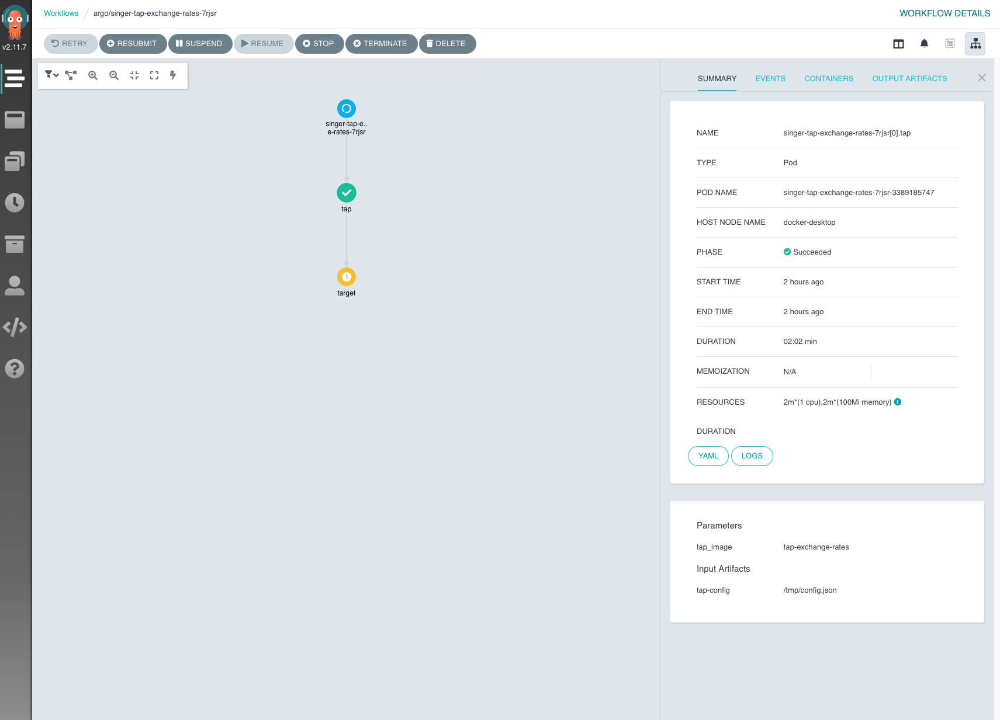 Workflows
argo/singer-tap-exchange-rates-7rjsr
WORKFLOW DETAILS
v2.11.7
RETRY
RESUBMIT
SUSPEND
RESUME
STOP
TERMINATE
DELETE
singer-tap-e..
e-rates-7rjsr
tap
target
SUMMARY
EVENTS
CONTAINERS
OUTPUT ARTIFACTS
NAME singer-tap-exchange-rates-7rjsr[0].tap
TYPE Pod
POD NAME singer-tap-exchange-rates-7rjsr-3389185747
HOST NODE NAME docker-desktop
PHASE Succeeded
START TIME 2 hours ago
END TIME 2 hours ago
DURATION 02:02 min
MEMOIZATION N/A
RESOURCES 2m*(1 cpu),2m*(100Mi memory)
DURATION
YAML
LOGS
Parameters
tap_image tap-exchange-rates
Input Artifacts
tap-config /tmp/config.json